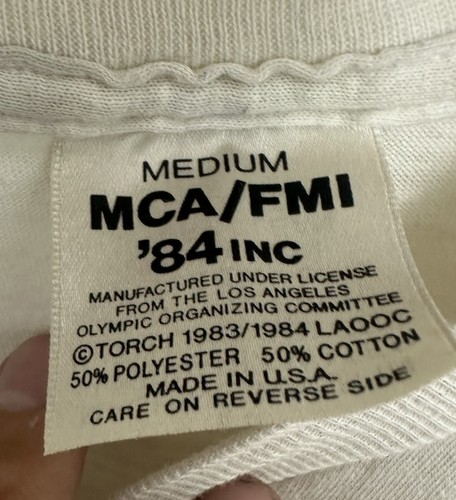 MEDIUM
MCA/FMI
'84 INC
MANUFACTURED UNDER LICENSE
FROM THE LOS ANGELES
OLYMPIC ORGANIZING COMMITTEE
©TORCH 1983/1984 LAOOC
50% POLYESTER 50% COTTON
MADE IN U.S.A.
CARE ON REVERSE SIDE